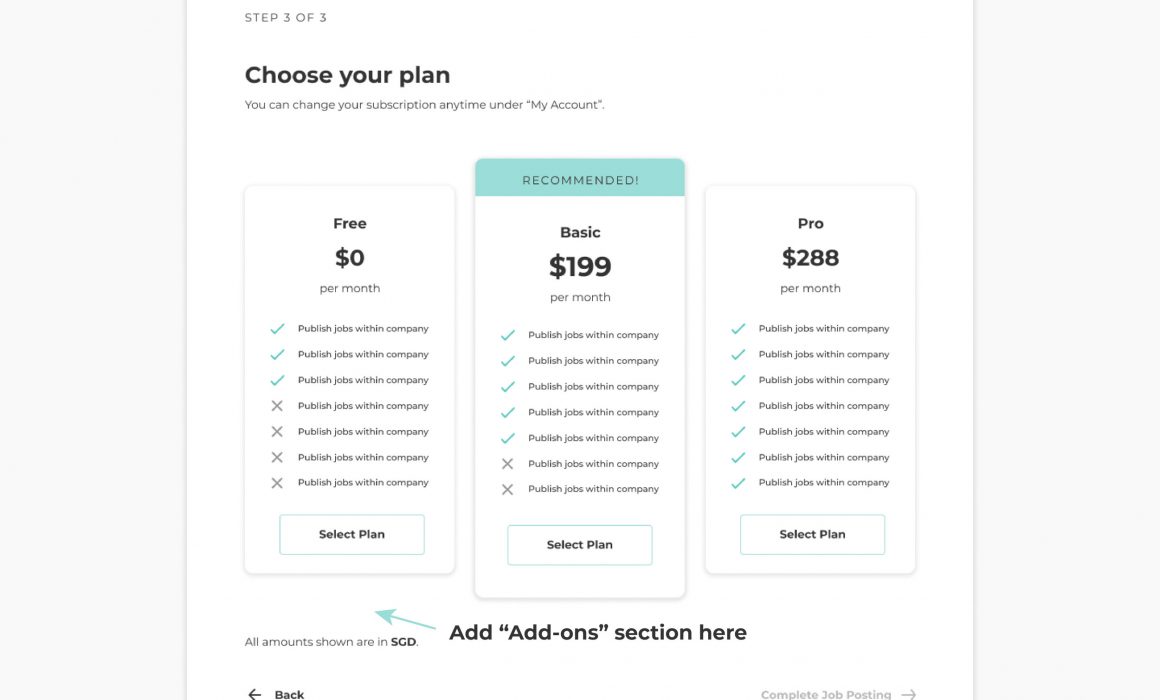 STEP 3 OF 3
Choose your plan
You can change your subscription anytime under “My Account”.
Free
$0
per month
Publish jobs within company
Publish jobs within company
Publish jobs within company
Publish jobs within company
Publish jobs within company
Publish jobs within company
Publish jobs within company
Select Plan
RECOMMENDED!
Basic
$199
per month
Publish jobs within company
Publish jobs within company
Publish jobs within company
Publish jobs within company
Publish jobs within company
Publish jobs within company
Publish jobs within company
Select Plan
Pro
$288
per month
Publish jobs within company
Publish jobs within company
Publish jobs within company
Publish jobs within company
Publish jobs within company
Publish jobs within company
Publish jobs within company
Select Plan
Add “Add-ons” section here
All amounts shown are in SGD.
Back
Complete Job Posting